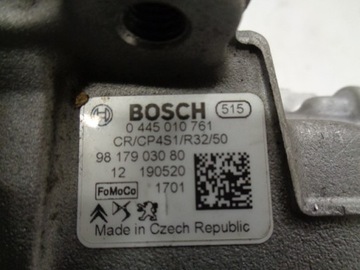 BOSCH 515
0 445 010 761
CR/CP4S1/R32/50
98 179 030 80
12 190520
FoMoCo 1701
Made in Czech Republic